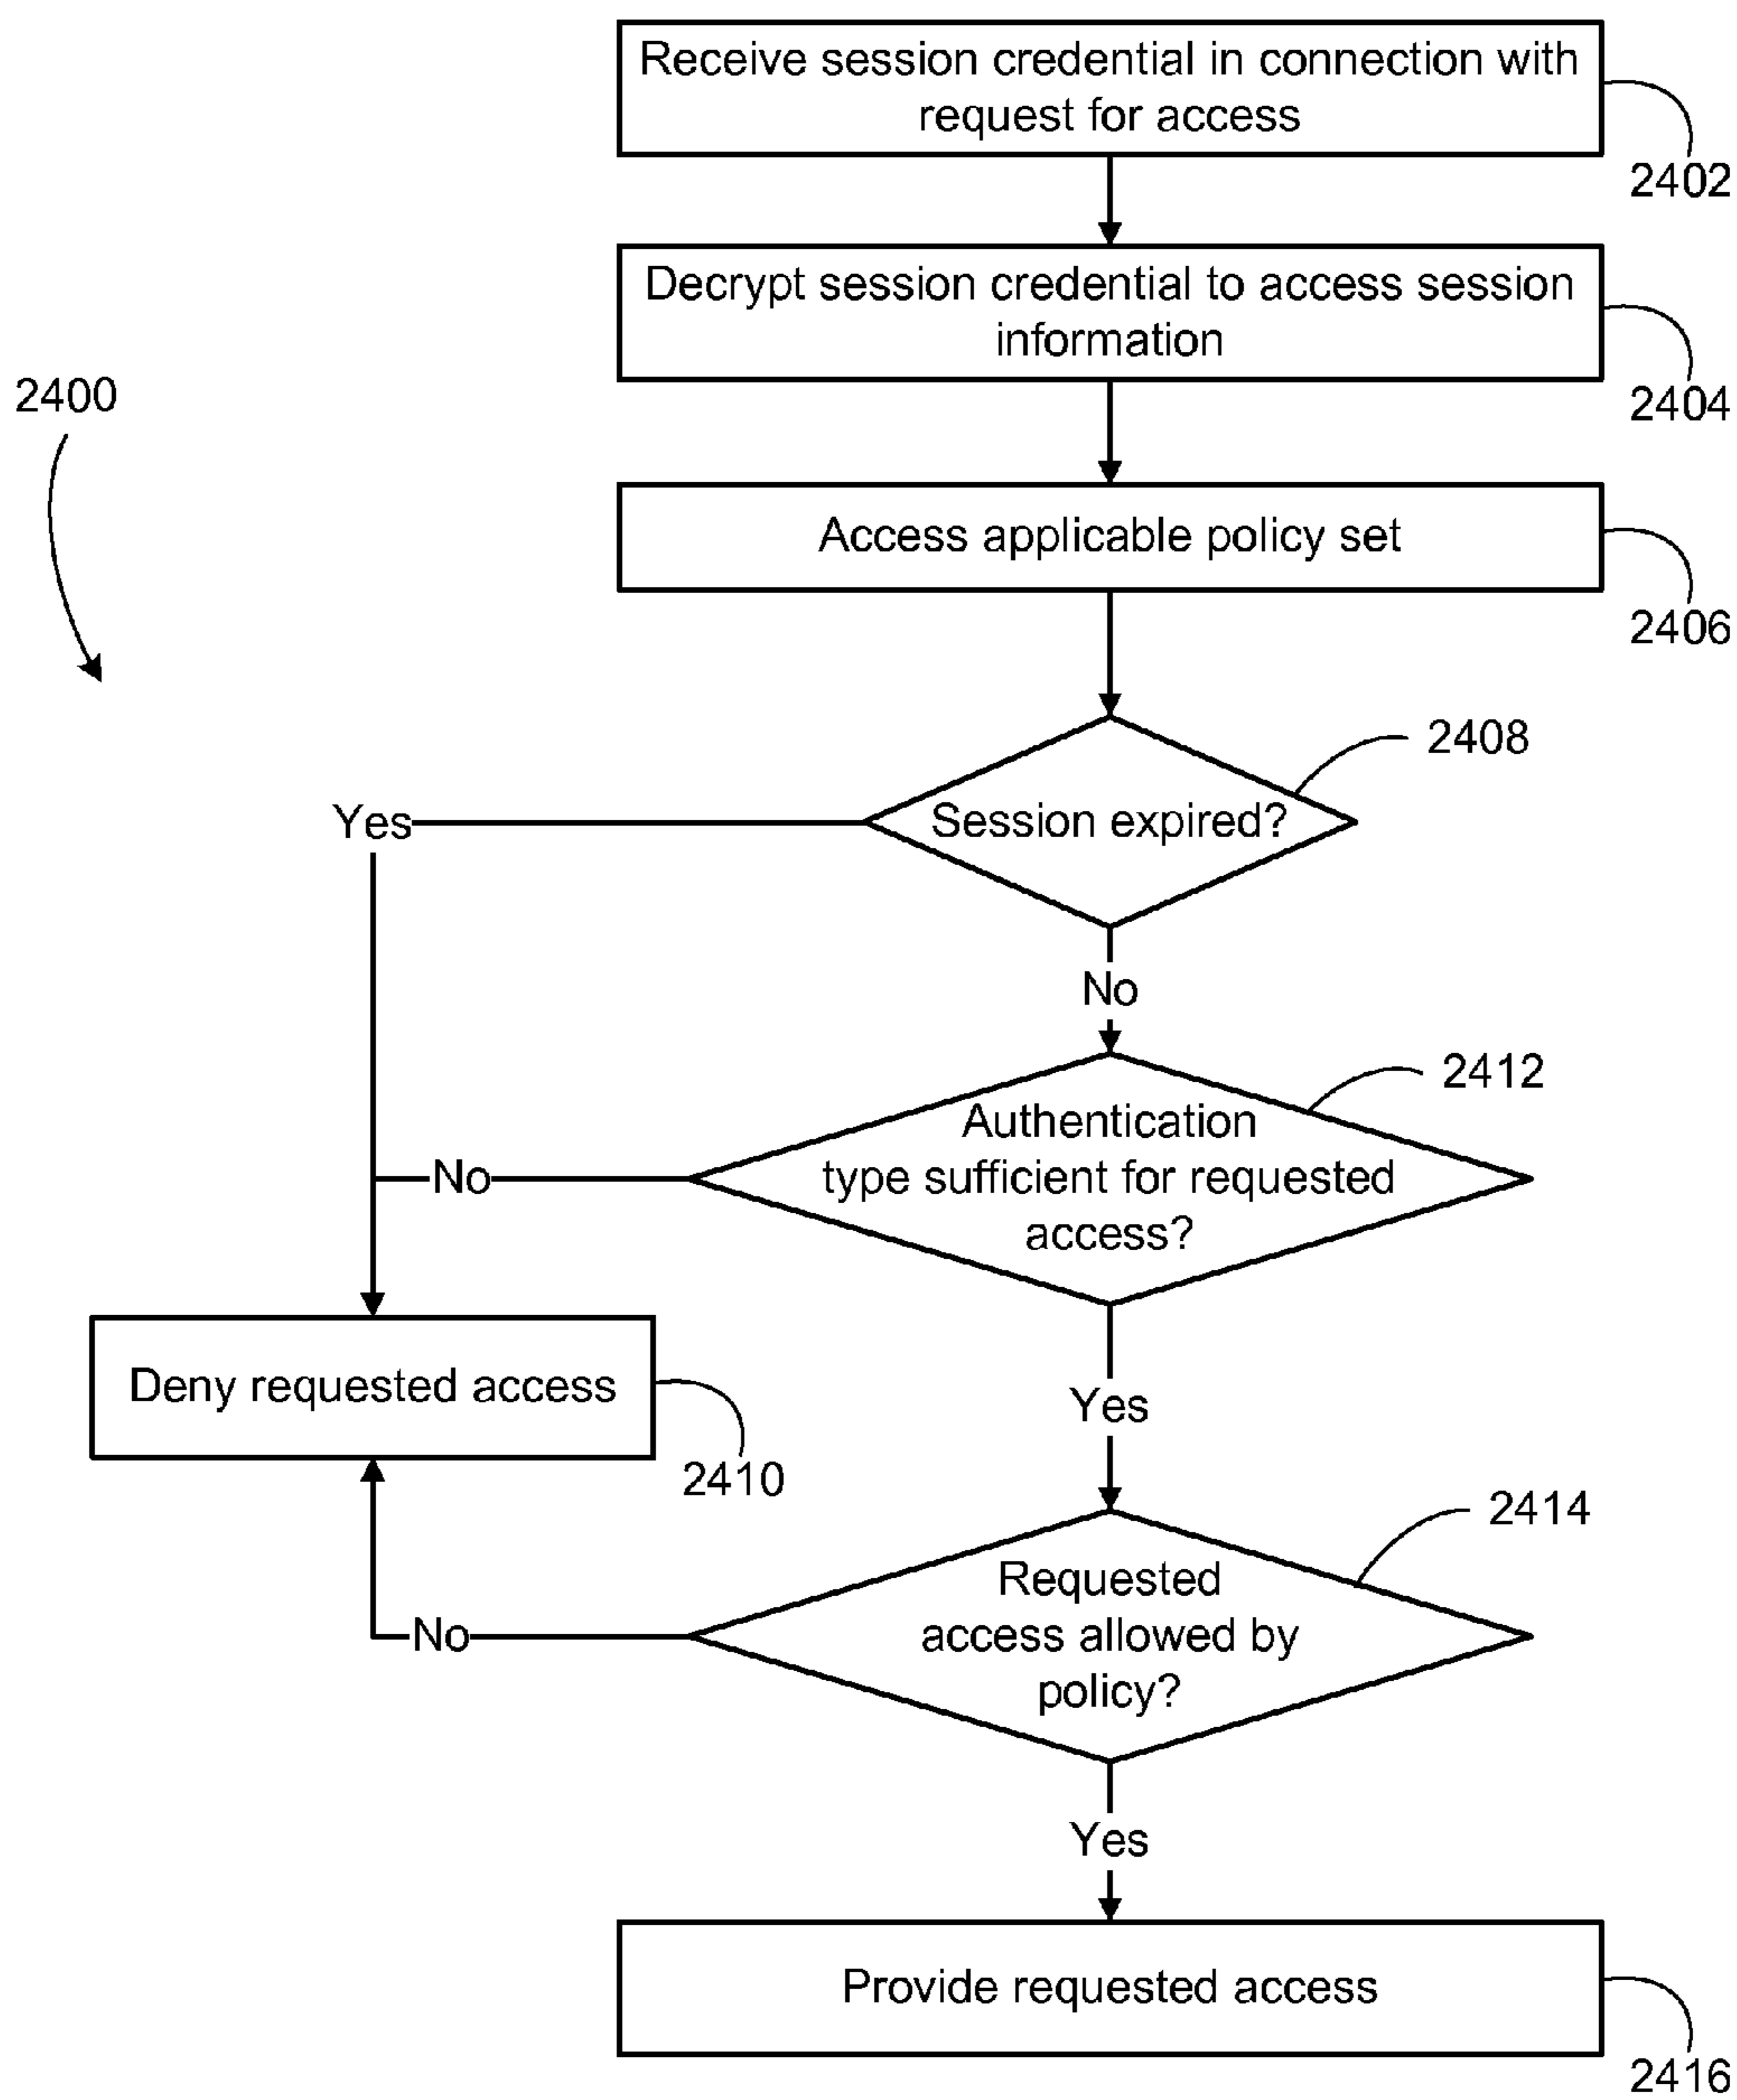 Receive session credential in connection with
request for access
2402
Decrypt session credential to access session
information
2404
2400
Access applicable policy set
2406
2408
Session expired?
Yes
No
2412
Authentication
type sufficient for requested
access?
No
Deny requested access
2410
Yes
2414
Requested
access allowed by
policy?
No
Yes
Provide requested access
2416